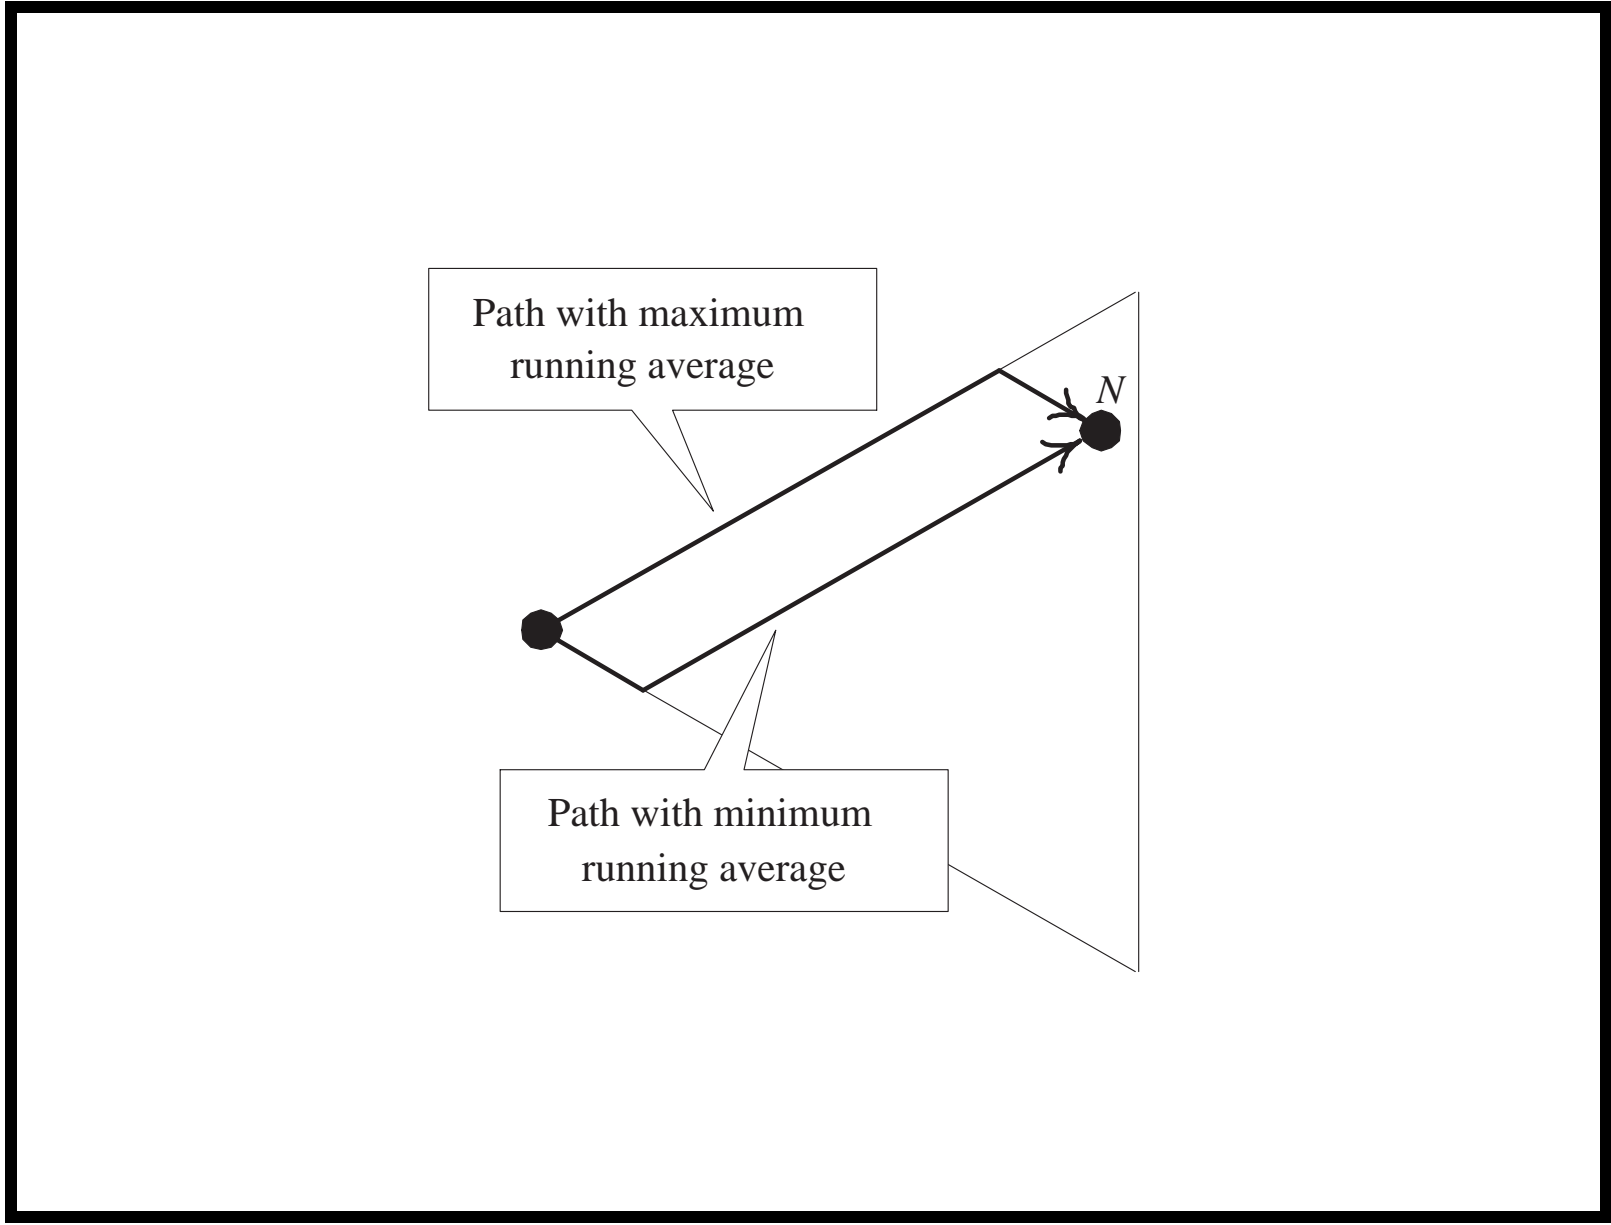 Path with maximum
running average
N
Path with minimum
running average